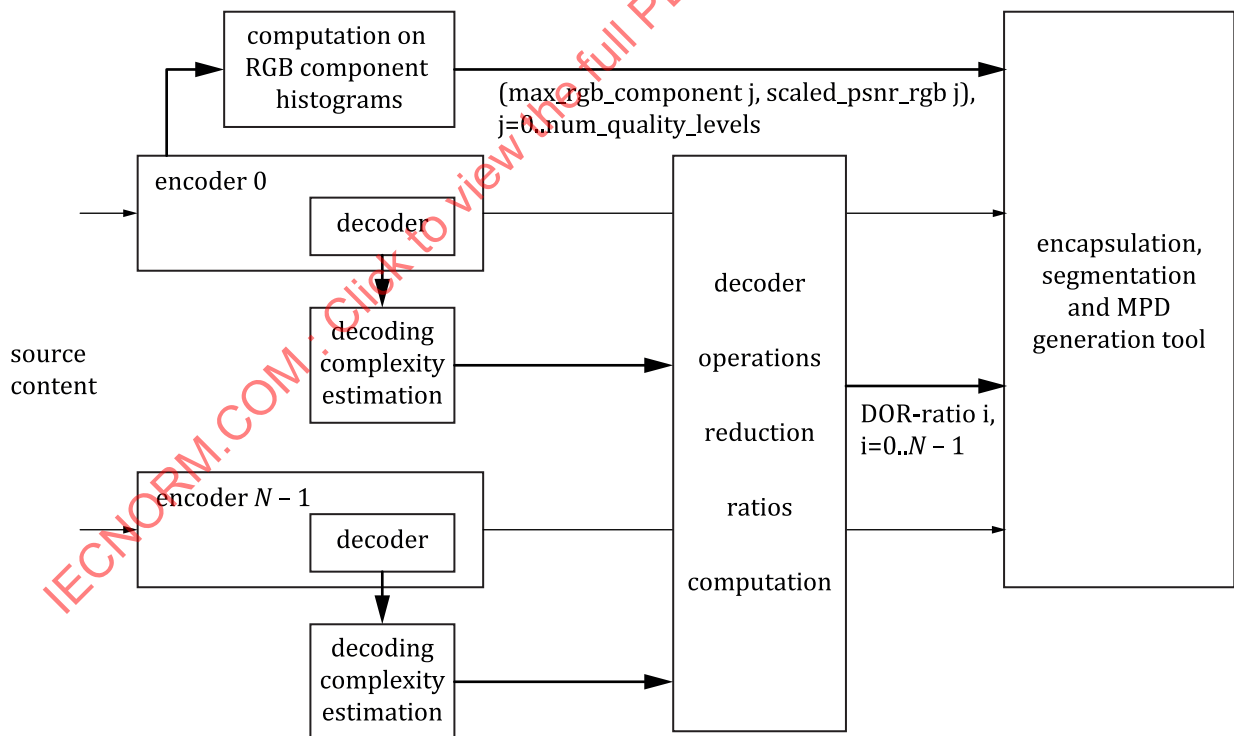 computation on
RGB component
histograms
(max_rgb_component j, scaled_psnr_rgb j),
j=0..num_quality_levels
encoder 0
decoder
decoding
complexity
estimation
source
content
encoder N – 1
decoder
decoding
complexity
estimation
decoder
operations
reduction
ratios
computation
DOR-ratio i,
i=0..N – 1
encapsulation,
segmentation
and MPD
generation tool
IECNORM.COM : Click to view the full